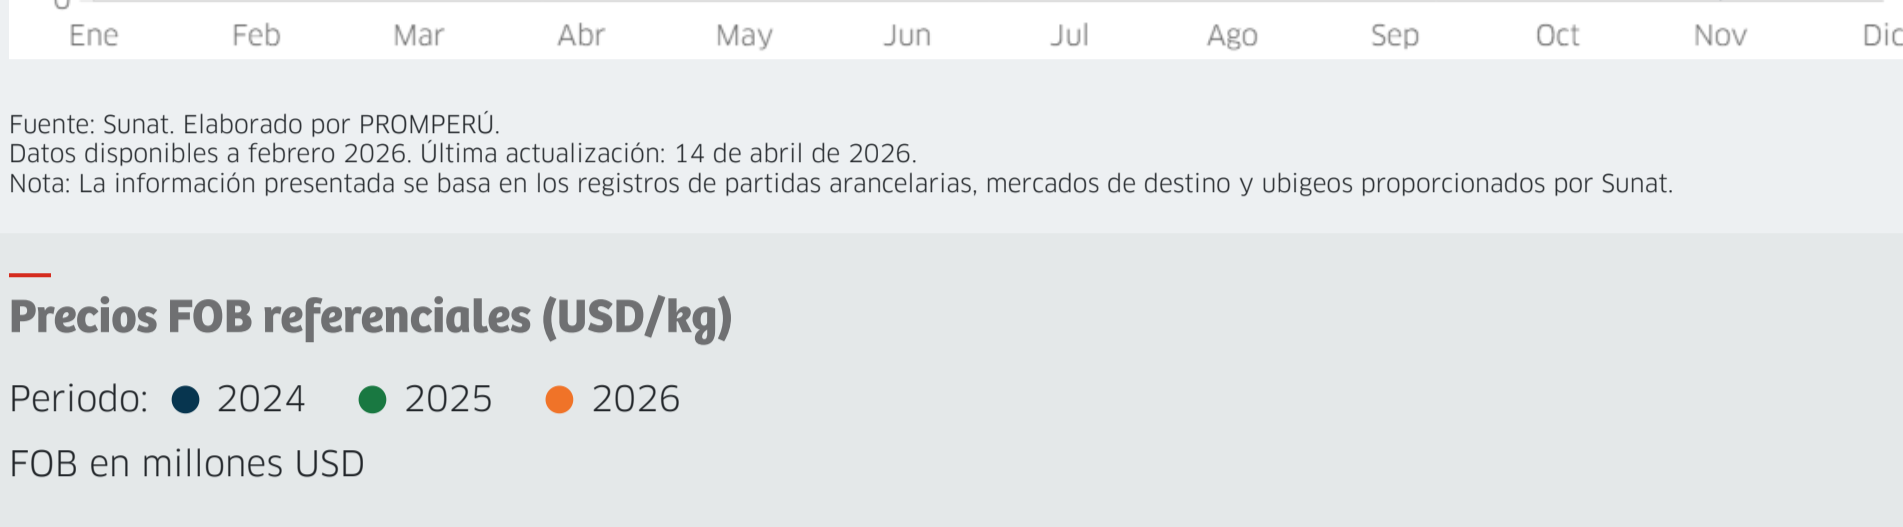 0
Ene Feb Mar Abr May Jun Jul Ago Sep Oct Nov Dic
Fuente: Sunat. Elaborado por PROMPERÚ.
Datos disponibles a febrero 2026. Última actualización: 14 de abril de 2026.
Nota: La información presentada se basa en los registros de partidas arancelarias, mercados de destino y ubigeos proporcionados por Sunat.
Precios FOB referenciales (USD/kg)
Periodo: 2024 2025 2026
FOB en millones USD